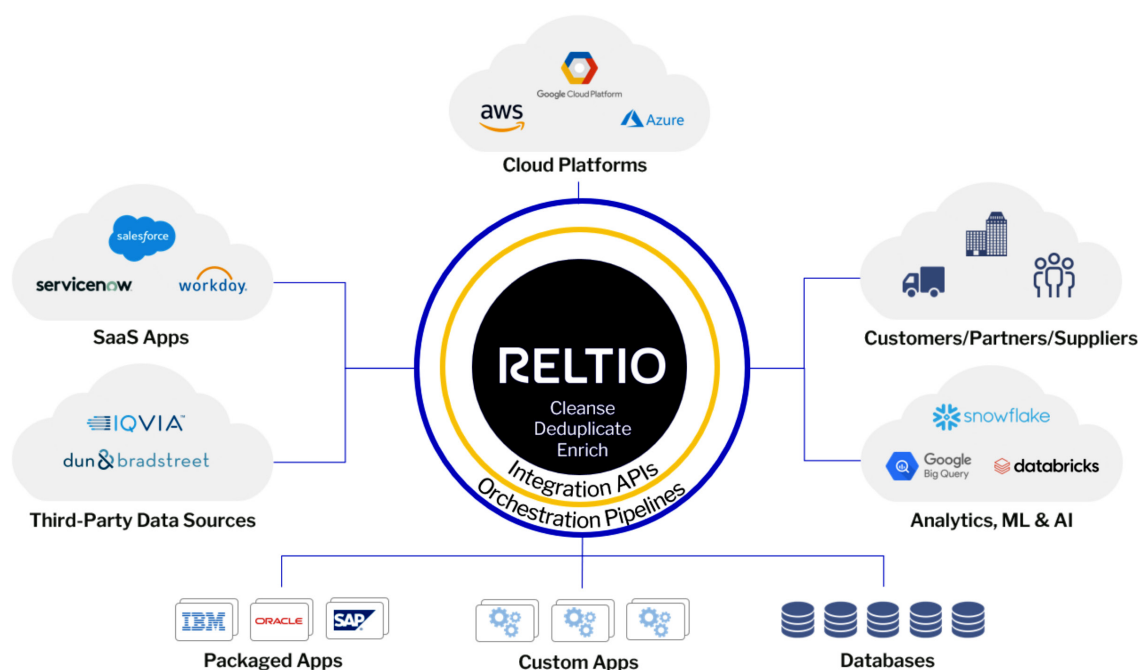 Google Cloud Platform
aws
Azure
Cloud Platforms
salesforce
servicenow
workday.
SaaS Apps
IQVIA™
dun & bradstreet
Third-Party Data Sources
RELTIO
Cleanse
Deduplicate
Enrich
Integration APIs
Orchestration Pipelines
Customers/Partners/Suppliers
snowflake
Google
Big Query
databricks
Analytics, ML & AI
IBM
ORACLE
SAP
Packaged Apps
Custom Apps
Databases